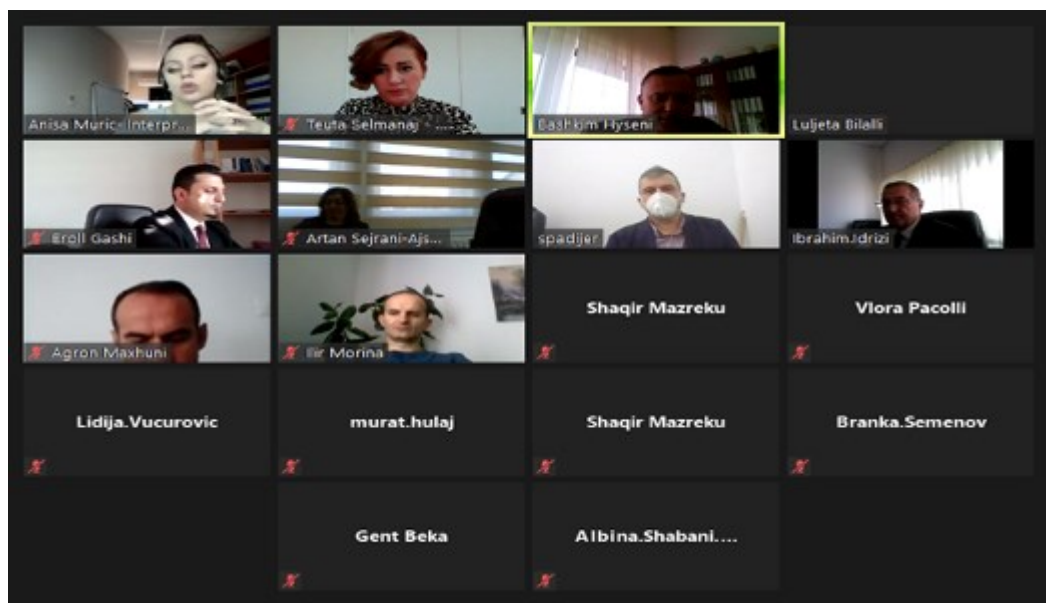 Anisa Muric- Interpr...
Teuta Selmanaj - ....
Bashkim Hyseni
Luljeta Bilalli
Eroll Gashi
Artan Sejrani-Ajs...
spadijer
Ibrahim.Idrizi
Agron Maxhuni
Ilir Morina
Shaqir Mazreku
Vlora Pacolli
Lidija.Vucurovic
murat.hulaj
Shaqir Mazreku
Branka.Semenov
Gent Beka
Albina.Shabani....